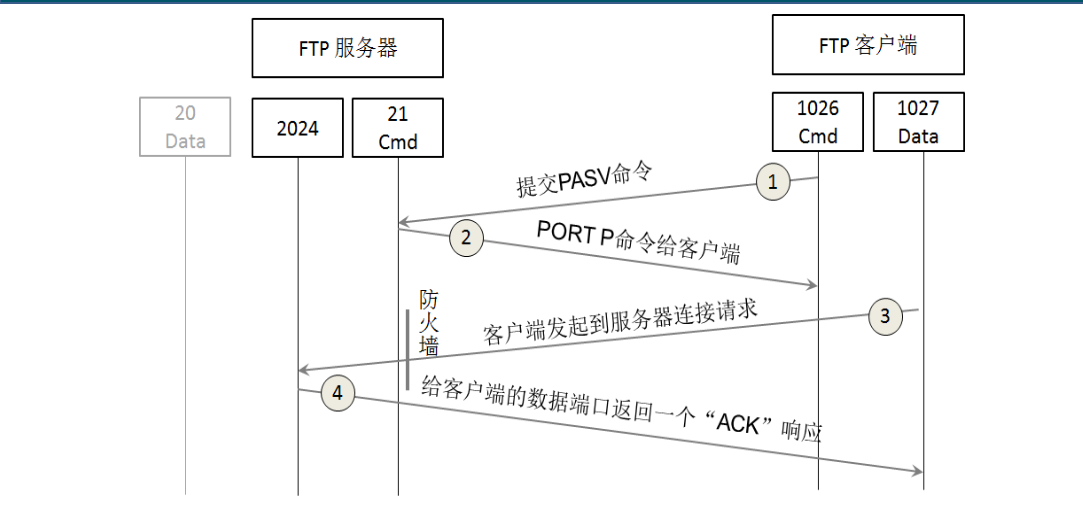 FTP 服务器
FTP 客户端
20
Data
2024
21
Cmd
1026
Cmd
1027
Data
提交PASV命令
1
2
PORT P命令给客户端
防火墙
客户端发起到服务器连接请求
3
4
给客户端的数据端口返回一个“ACK”响应